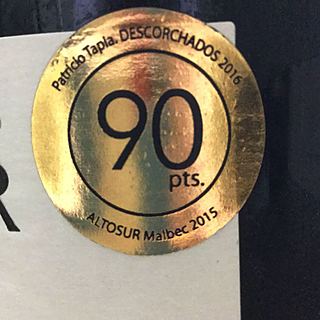 Patricio Tapia. DESCORCHADOS 2016
90
pts.
ALTOSUR Malbec 2015
R